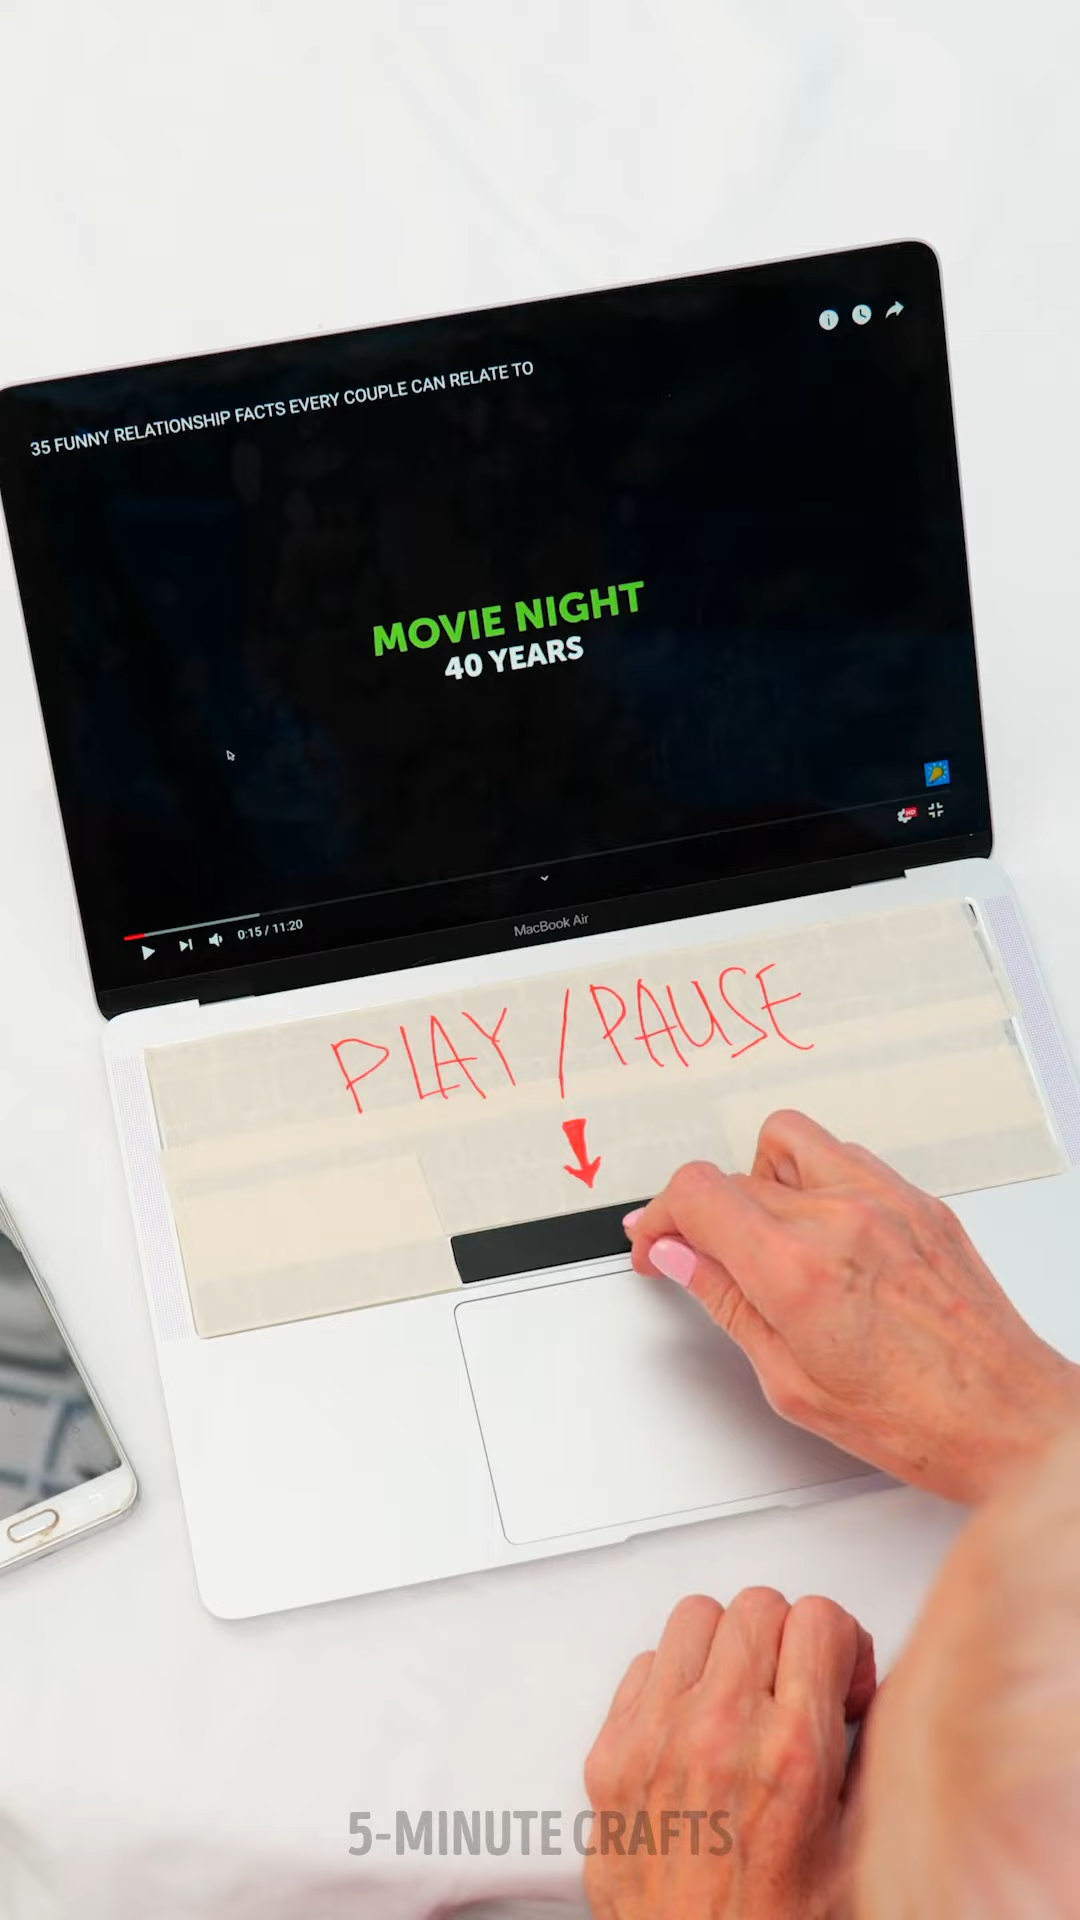 35 FUNNY RELATIONSHIP FACTS EVERY COUPLE CAN RELATE TO
MOVIE NIGHT
40 YEARS
HD
0:15 / 11:20
MacBook Air
PLAY / PAUSE
5-MINUTE CRAFTS